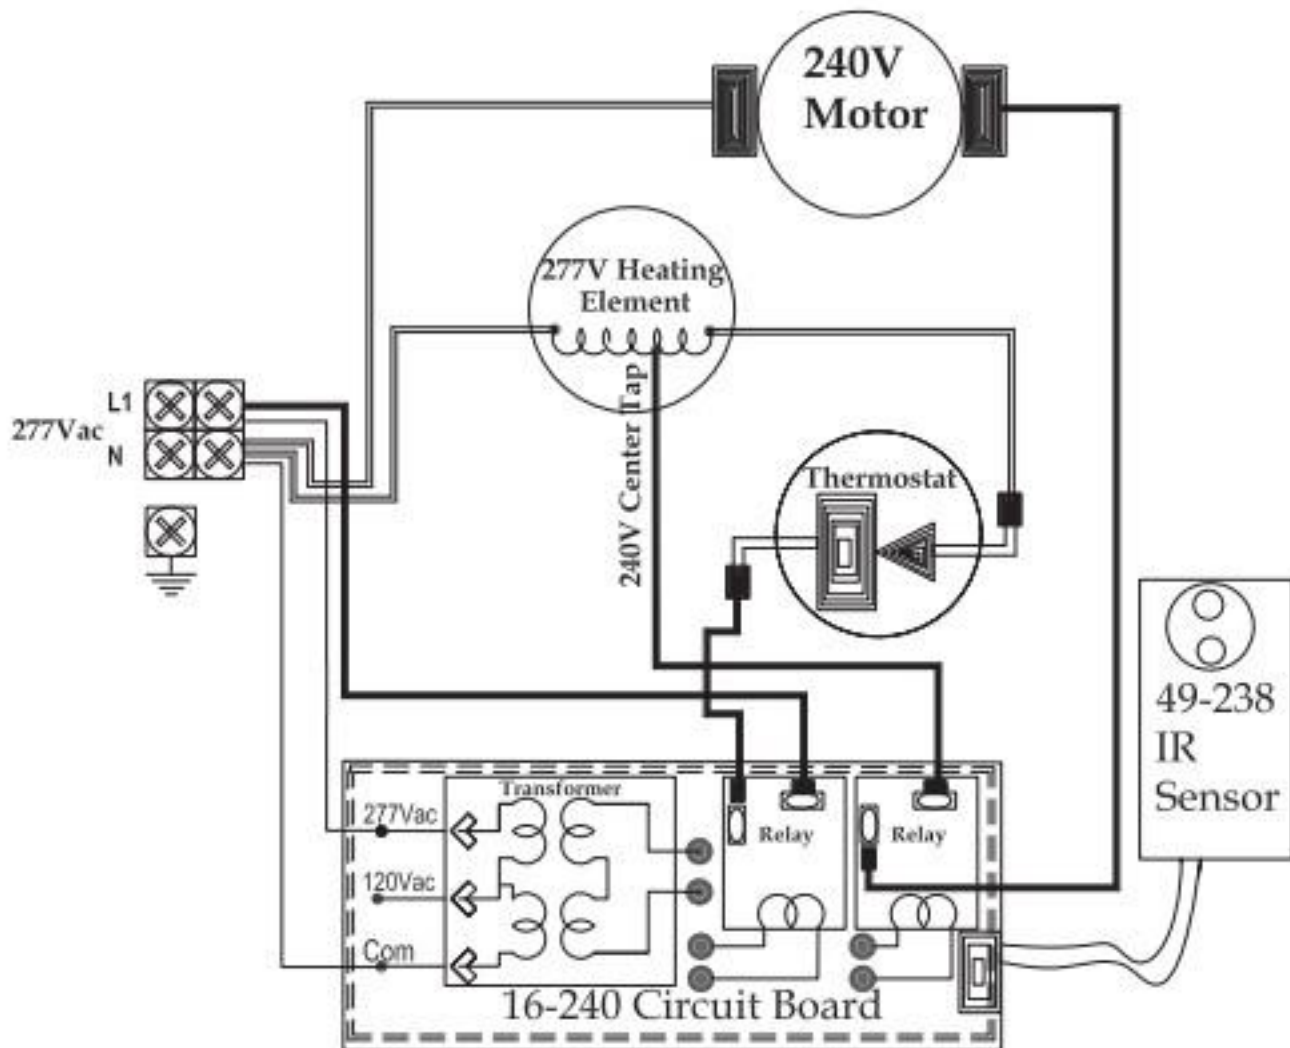 240V
Motor
277V Heating
Element
L1
277Vac
N
240V Center Tap
Thermostat
49-238
IR
Sensor
Transformer
277Vac
Relay
Relay
120Vac
Com
16-240 Circuit Board